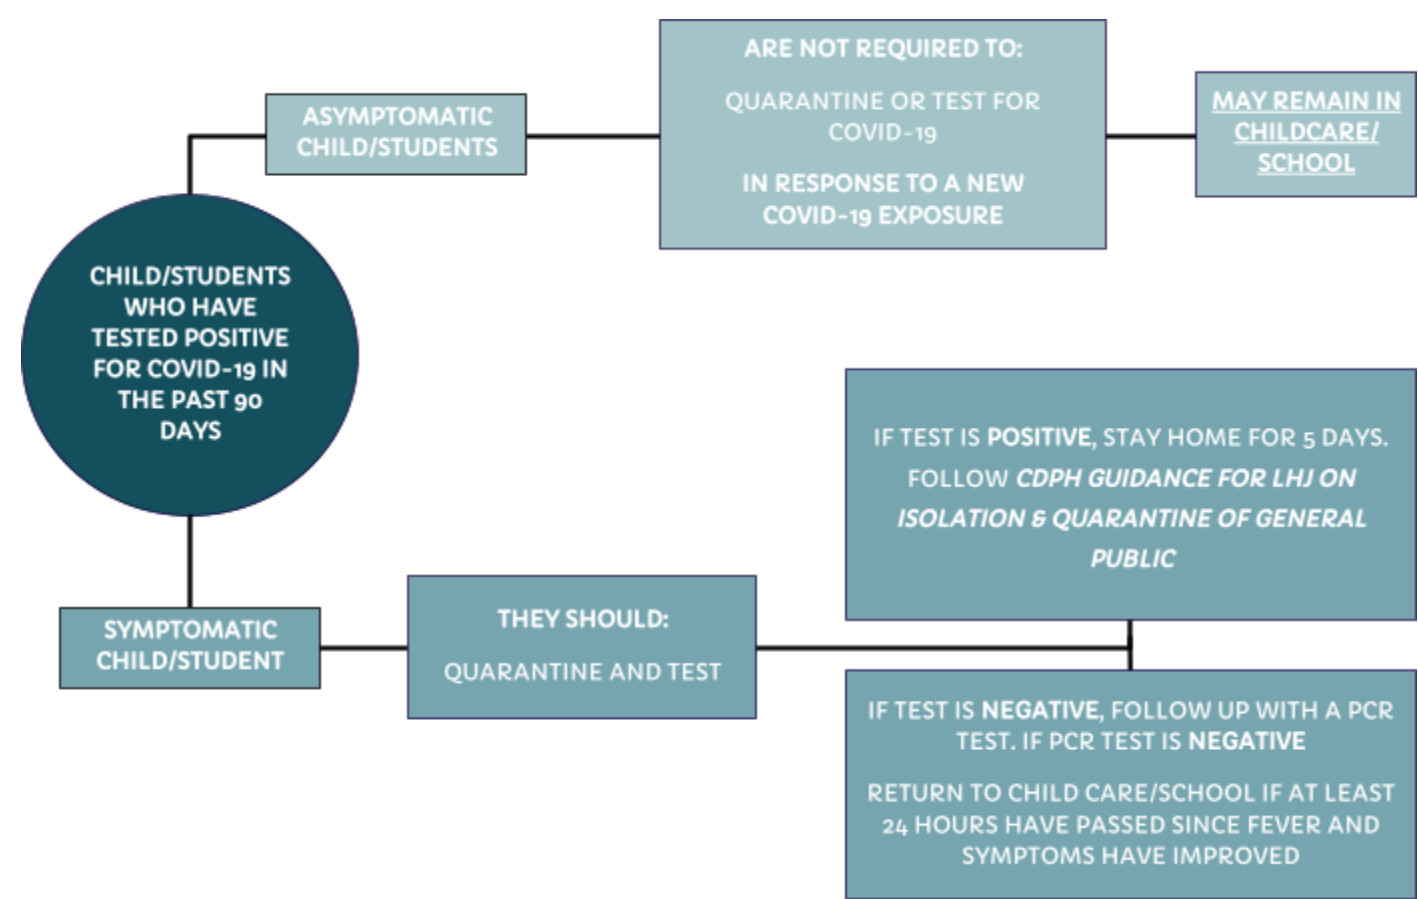 CHILD/STUDENTS
WHO HAVE
TESTED POSITIVE
FOR COVID-19 IN
THE PAST 90
DAYS
ASYMPTOMATIC
CHILD/STUDENTS
ARE NOT REQUIRED TO:
QUARANTINE OR TEST FOR
COVID-19
IN RESPONSE TO A NEW
COVID-19 EXPOSURE
MAY REMAIN IN
CHILDCARE/
SCHOOL
SYMPTOMATIC
CHILD/STUDENT
THEY SHOULD:
QUARANTINE AND TEST
IF TEST IS POSITIVE, STAY HOME FOR 5 DAYS.
FOLLOW CDPH GUIDANCE FOR LHJ ON
ISOLATION & QUARANTINE OF GENERAL
PUBLIC
IF TEST IS NEGATIVE, FOLLOW UP WITH A PCR
TEST. IF PCR TEST IS NEGATIVE
RETURN TO CHILD CARE/SCHOOL IF AT LEAST
24 HOURS HAVE PASSED SINCE FEVER AND
SYMPTOMS HAVE IMPROVED